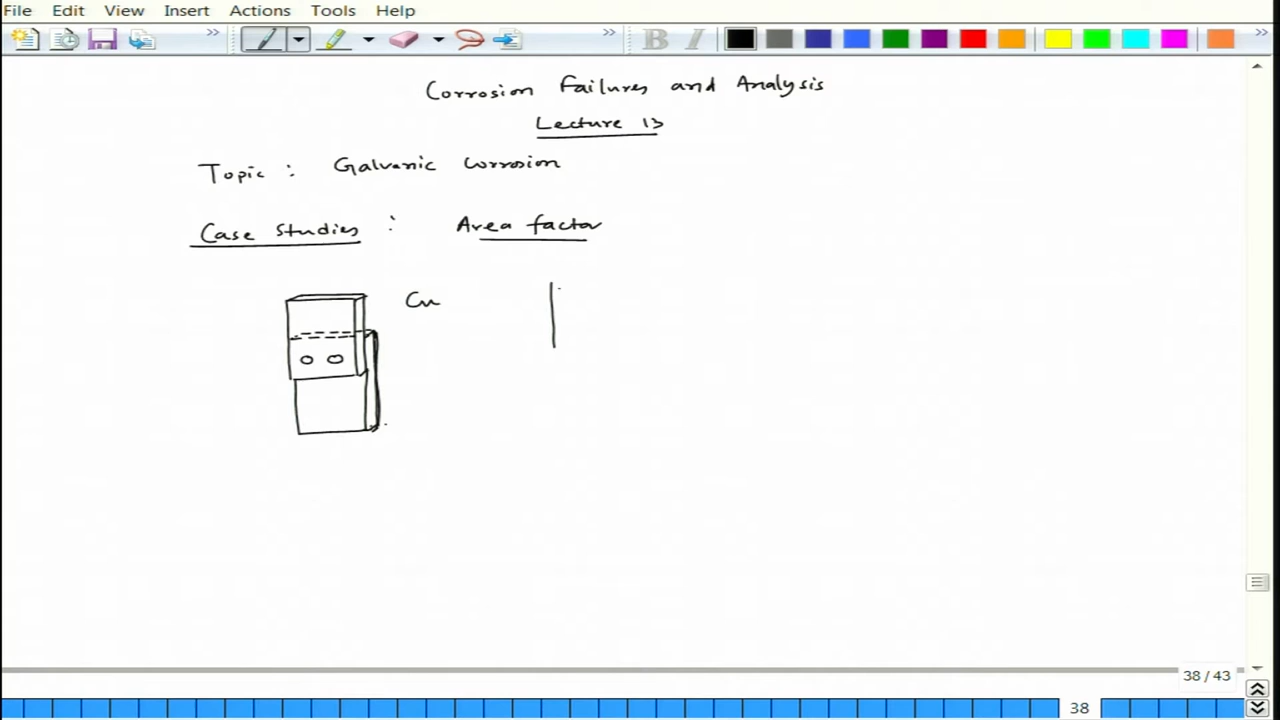 File Edit View Insert Actions Tools Help
B I
Corrosion Failures and Analysis
Lecture 13
Topic : Galvanic Corrosion
Case Studies : Area factor
Cu
38 / 43
38